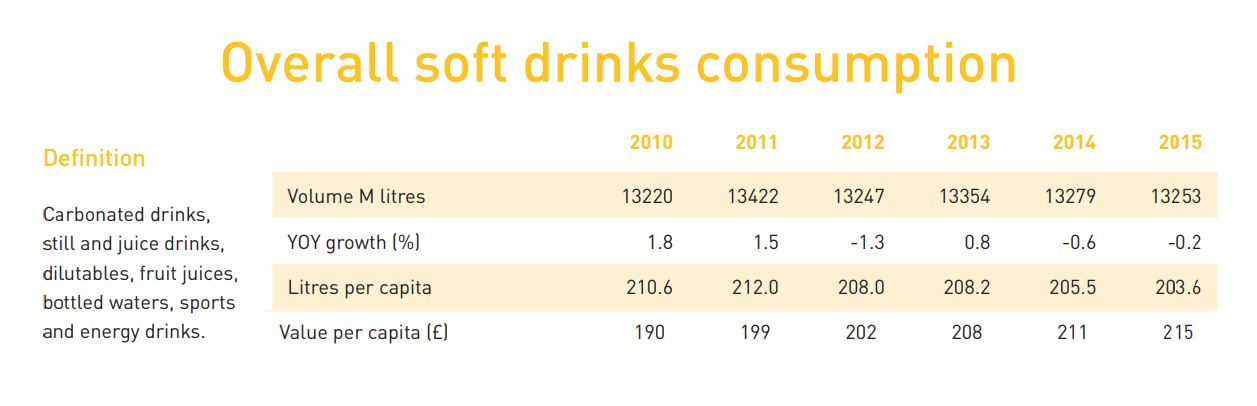 Overall soft drinks consumption
Definition
Carbonated drinks,
still and juice drinks,
dilutables, fruit juices,
bottled waters, sports
and energy drinks.
2010 2011 2012 2013 2014 2015
Volume M litres 13220 13422 13247 13354 13279 13253
YOY growth (%) 1.8 1.5 -1.3 0.8 -0.6 -0.2
Litres per capita 210.6 212.0 208.0 208.2 205.5 203.6
Value per capita (£) 190 199 202 208 211 215